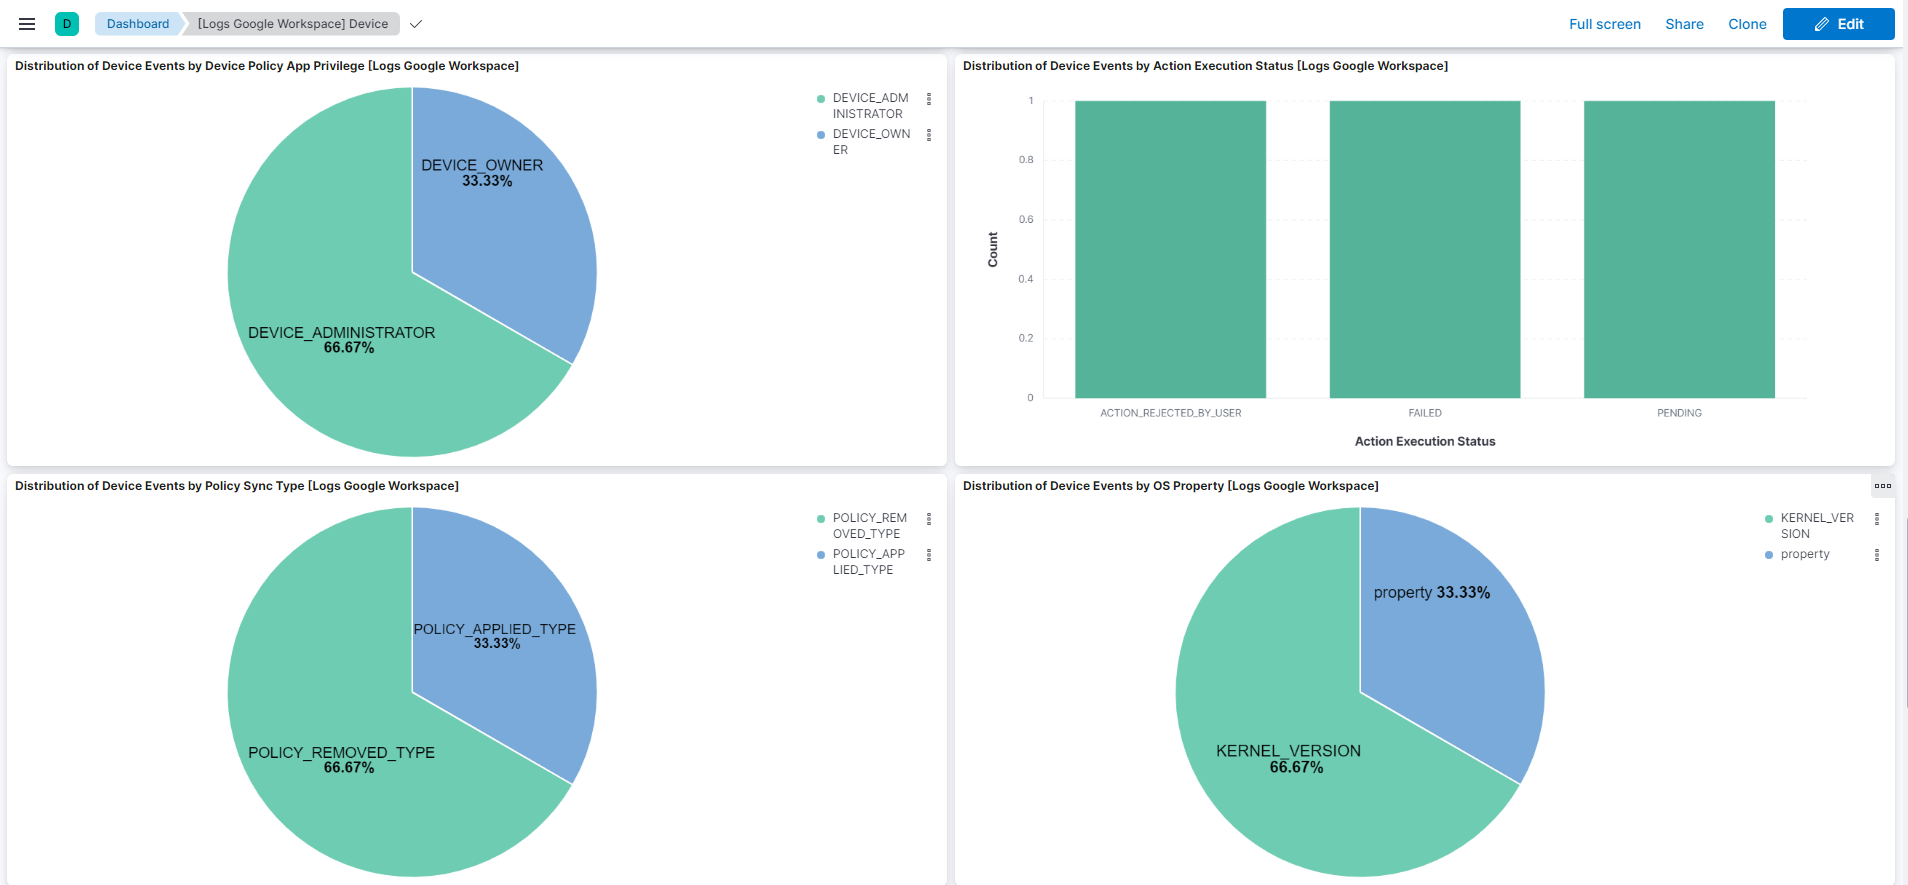 D
Dashboard
[Logs Google Workspace] Device
Full screen
Share
Clone
Edit
Distribution of Device Events by Device Policy App Privilege [Logs Google Workspace]
DEVICE_OWNER
33.33%
DEVICE_ADMINISTRATOR
66.67%
DEVICE_ADM
INISTRATOR
DEVICE_OWN
ER
Distribution of Device Events by Action Execution Status [Logs Google Workspace]
1
0.8
0.6
0.4
0.2
0
Count
ACTION_REJECTED_BY_USER
FAILED
PENDING
Action Execution Status
Distribution of Device Events by Policy Sync Type [Logs Google Workspace]
POLICY_APPLIED_TYPE
33.33%
POLICY_REMOVED_TYPE
66.67%
POLICY_REM
OVED_TYPE
POLICY_APP
LIED_TYPE
Distribution of Device Events by OS Property [Logs Google Workspace]
property 33.33%
KERNEL_VERSION
66.67%
KERNEL_VER
SION
property